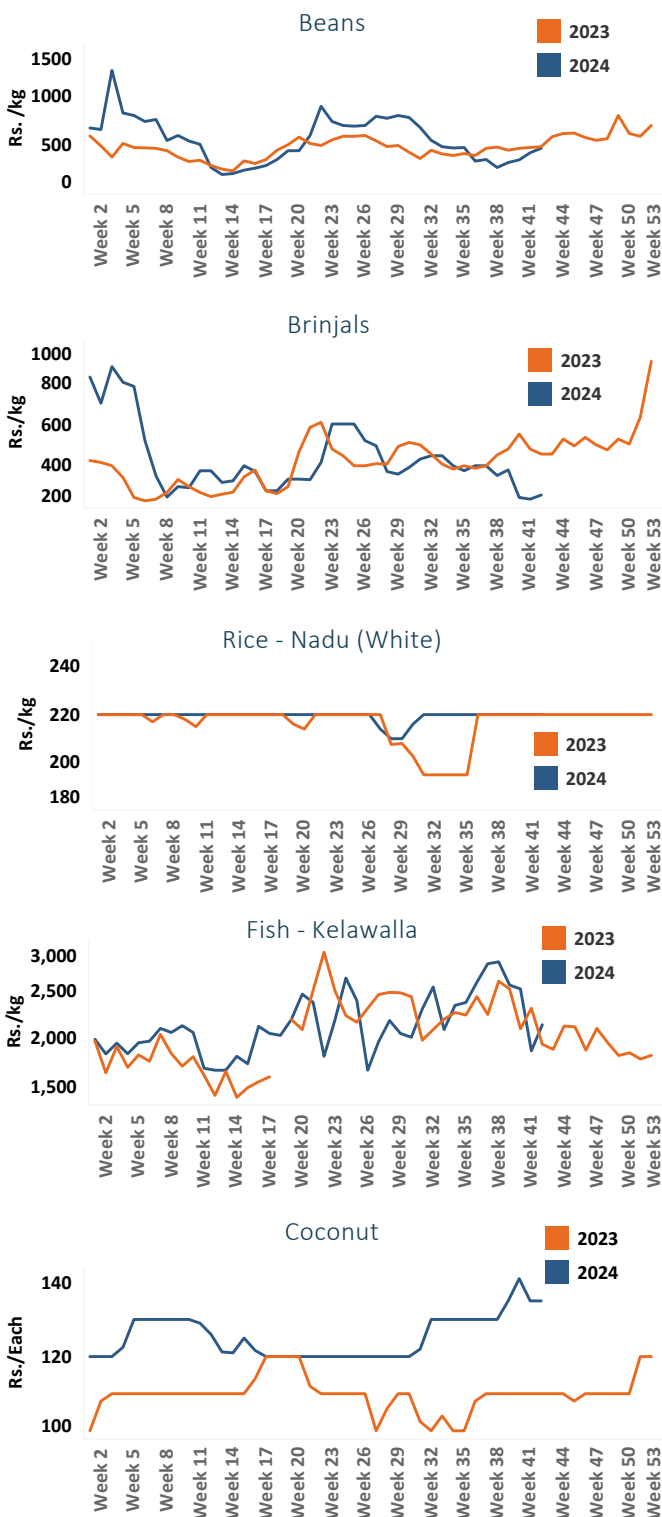 Beans
2023
2024
Rs. /kg
1500
1000
500
0
Week 2
Week 5
Week 8
Week 11
Week 14
Week 17
Week 20
Week 23
Week 26
Week 29
Week 32
Week 35
Week 38
Week 41
Week 44
Week 47
Week 50
Week 53
Brinjals
2023
2024
Rs./kg
1000
800
600
400
200
Week 2
Week 5
Week 8
Week 11
Week 14
Week 17
Week 20
Week 23
Week 26
Week 29
Week 32
Week 35
Week 38
Week 41
Week 44
Week 47
Week 50
Week 53
Rice - Nadu (White)
2023
2024
Rs./kg
240
220
200
180
Week 2
Week 5
Week 8
Week 11
Week 14
Week 17
Week 20
Week 23
Week 26
Week 29
Week 32
Week 35
Week 38
Week 41
Week 44
Week 47
Week 50
Week 53
Fish - Kelawalla
2023
2024
Rs./kg
3,000
2,500
2,000
1,500
Week 2
Week 5
Week 8
Week 11
Week 14
Week 17
Week 20
Week 23
Week 26
Week 29
Week 32
Week 35
Week 38
Week 41
Week 44
Week 47
Week 50
Week 53
Coconut
2023
2024
Rs./Each
140
120
100
Week 2
Week 5
Week 8
Week 11
Week 14
Week 17
Week 20
Week 23
Week 26
Week 29
Week 32
Week 35
Week 38
Week 41
Week 44
Week 47
Week 50
Week 53